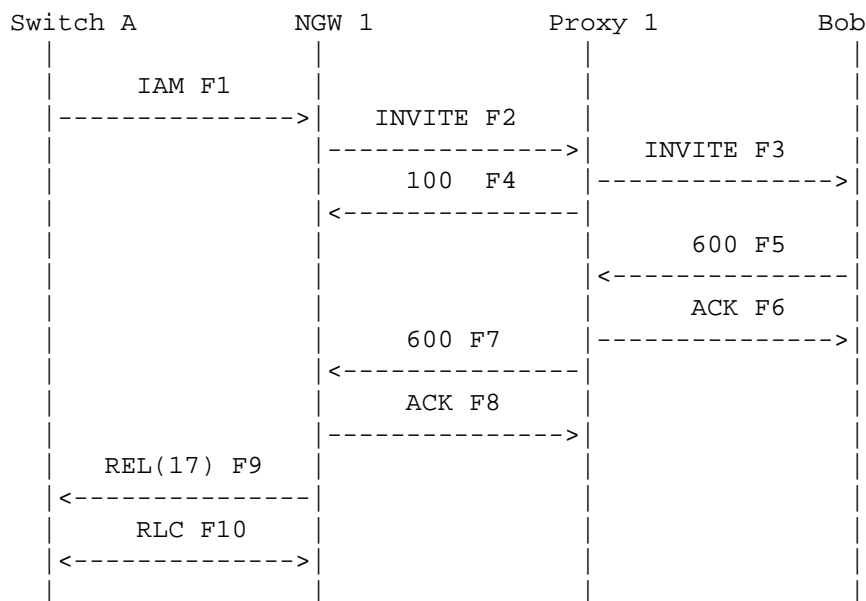 Switch A NGW 1 Proxy 1 Bob
IAM F1
INVITE F2
INVITE F3
100 F4
600 F5
ACK F6
600 F7
ACK F8
REL(17) F9
RLC F10